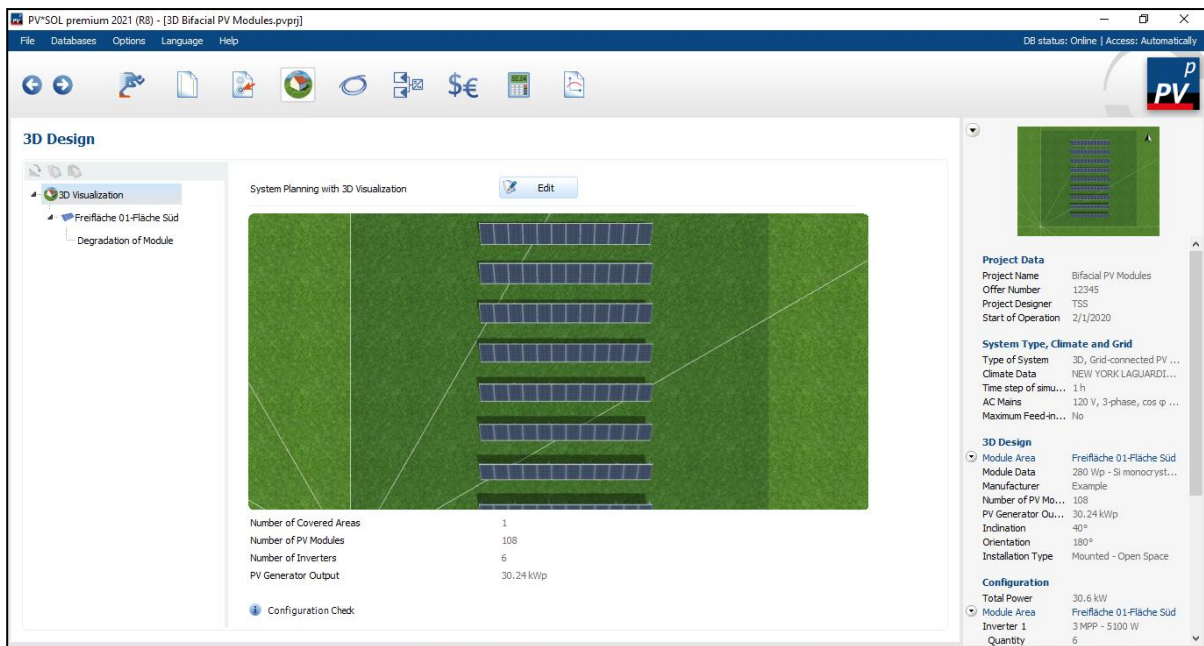 PV*SOL premium 2021 (R8) - [3D Bifacial PV Modules.pvprj]
File Databases Options Language Help
DB status: Online | Access: Automatically
$€
P
PV
3D Design
3D Visualization
Freifläche 01-Fläche Süd
Degradation of Module
System Planning with 3D Visualization
Edit
Number of Covered Areas 1
Number of PV Modules 108
Number of Inverters 6
PV Generator Output 30.24 kWp
Configuration Check
Project Data
Project Name Bifacial PV Modules
Offer Number 12345
Project Designer TSS
Start of Operation 2/1/2020
System Type, Climate and Grid
Type of System 3D, Grid-connected PV ...
Climate Data NEW YORK LAGUARDI...
Time step of simu... 1 h
AC Mains 120 V, 3-phase, cos φ ...
Maximum Feed-in... No
3D Design
Module Area Freifläche 01-Fläche Süd
Module Data 280 Wp - Si monocryst...
Manufacturer Example
Number of PV Mo... 108
PV Generator Ou... 30.24 kWp
Inclination 40°
Orientation 180°
Installation Type Mounted - Open Space
Configuration
Total Power 30.6 kW
Module Area Freifläche 01-Fläche Süd
Inverter 1 3 MPP - 5100 W
Quantity 6